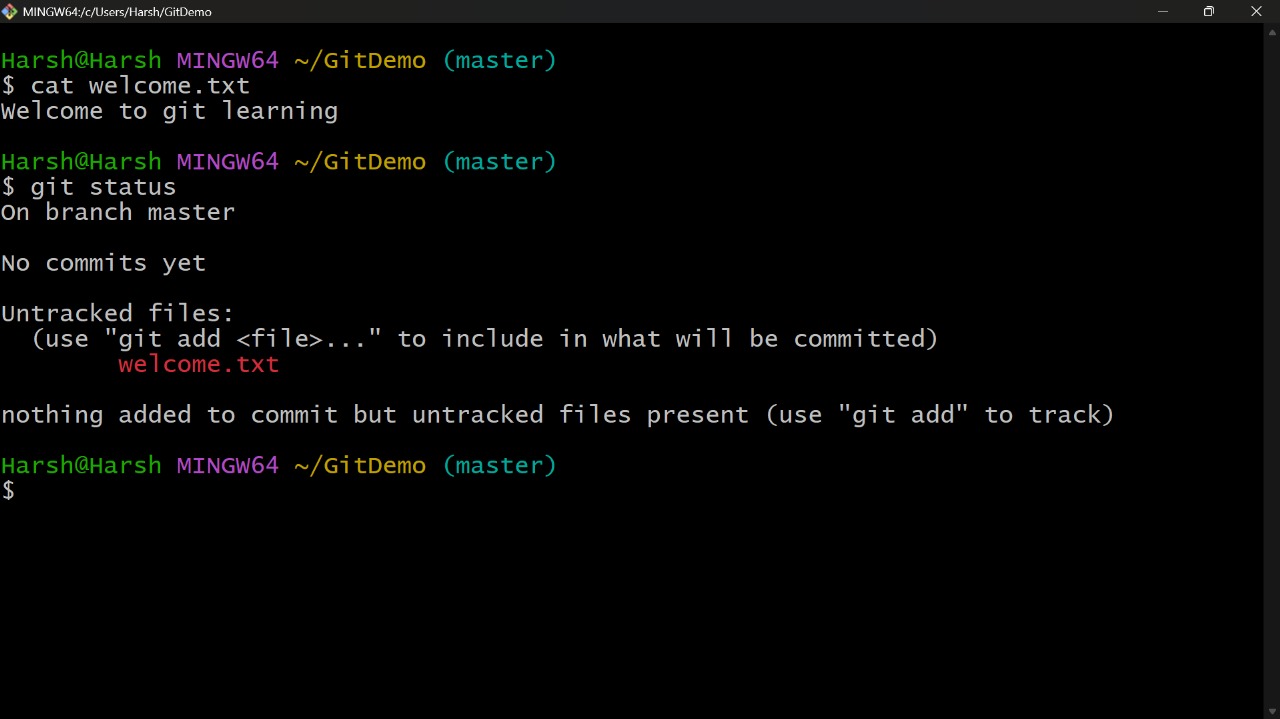 MINGW64:/c/Users/Harsh/GitDemo
Harsh@Harsh MINGW64 ~/GitDemo (master)
$ cat welcome.txt
Welcome to git learning
Harsh@Harsh MINGW64 ~/GitDemo (master)
$ git status
On branch master
No commits yet
Untracked files:
  (use "git add <file>..." to include in what will be committed)
        welcome.txt
nothing added to commit but untracked files present (use "git add" to track)
Harsh@Harsh MINGW64 ~/GitDemo (master)
$